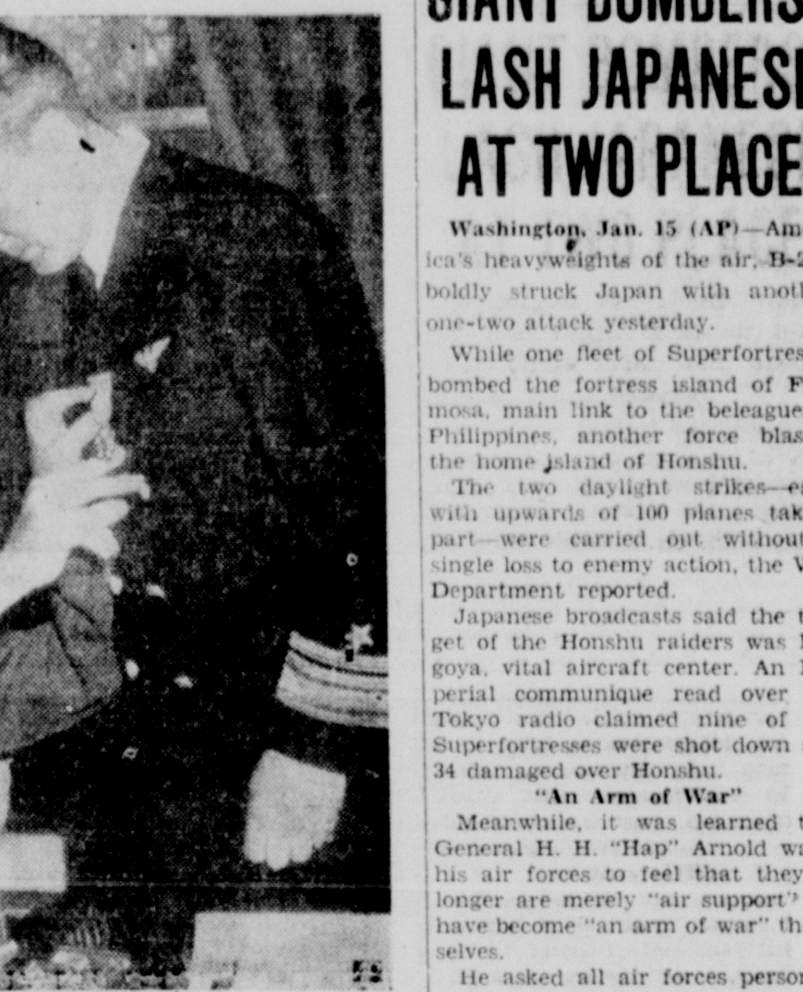 GIANT BOMBERS
LASH JAPANES
AT TWO PLACE
Washington, Jan. 15 (AP)—Am
ica's heavyweights of the air, B-2
boldly struck Japan with anoth
one-two attack yesterday.
While one fleet of Superfortres
bombed the fortress island of F
mosa, main link to the beleague
Philippines, another force blas
the home island of Honshu.
The two daylight strikes—e
with upwards of 100 planes tak
part—were carried out without
single loss to enemy action, the W
Department reported.
Japanese broadcasts said the t
get of the Honshu raiders was N
goya, vital aircraft center. An I
perial communique read over
Tokyo radio claimed nine of
Superfortresses were shot down
34 damaged over Honshu.
"An Arm of War"
Meanwhile, it was learned t
General H. H. "Hap" Arnold wa
his air forces to feel that they
longer are merely "air support"
have become "an arm of war" th
selves.
He asked all air forces person